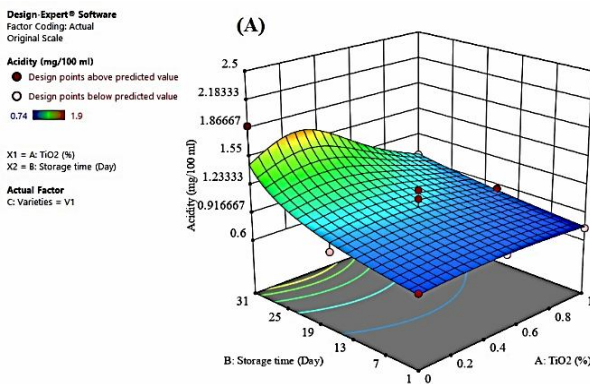 Design-Expert® Software
Factor Coding: Actual
Original Scale
Acidity (mg/100 ml)
Design points above predicted value
Design points below predicted value
0.74 1.9
X1 = A: TiO2 (%)
X2 = B: Storage time (Day)
Actual Factor
C: Varieties = V1
(A)
Acidity (mg/100 ml)
2.5
2.18333
1.86667
1.55
1.23333
0.916667
0.6
31
25
19
13
7
1
B: Storage time (Day)
0
0.2
0.4
0.6
0.8
1
A: TiO2 (%)